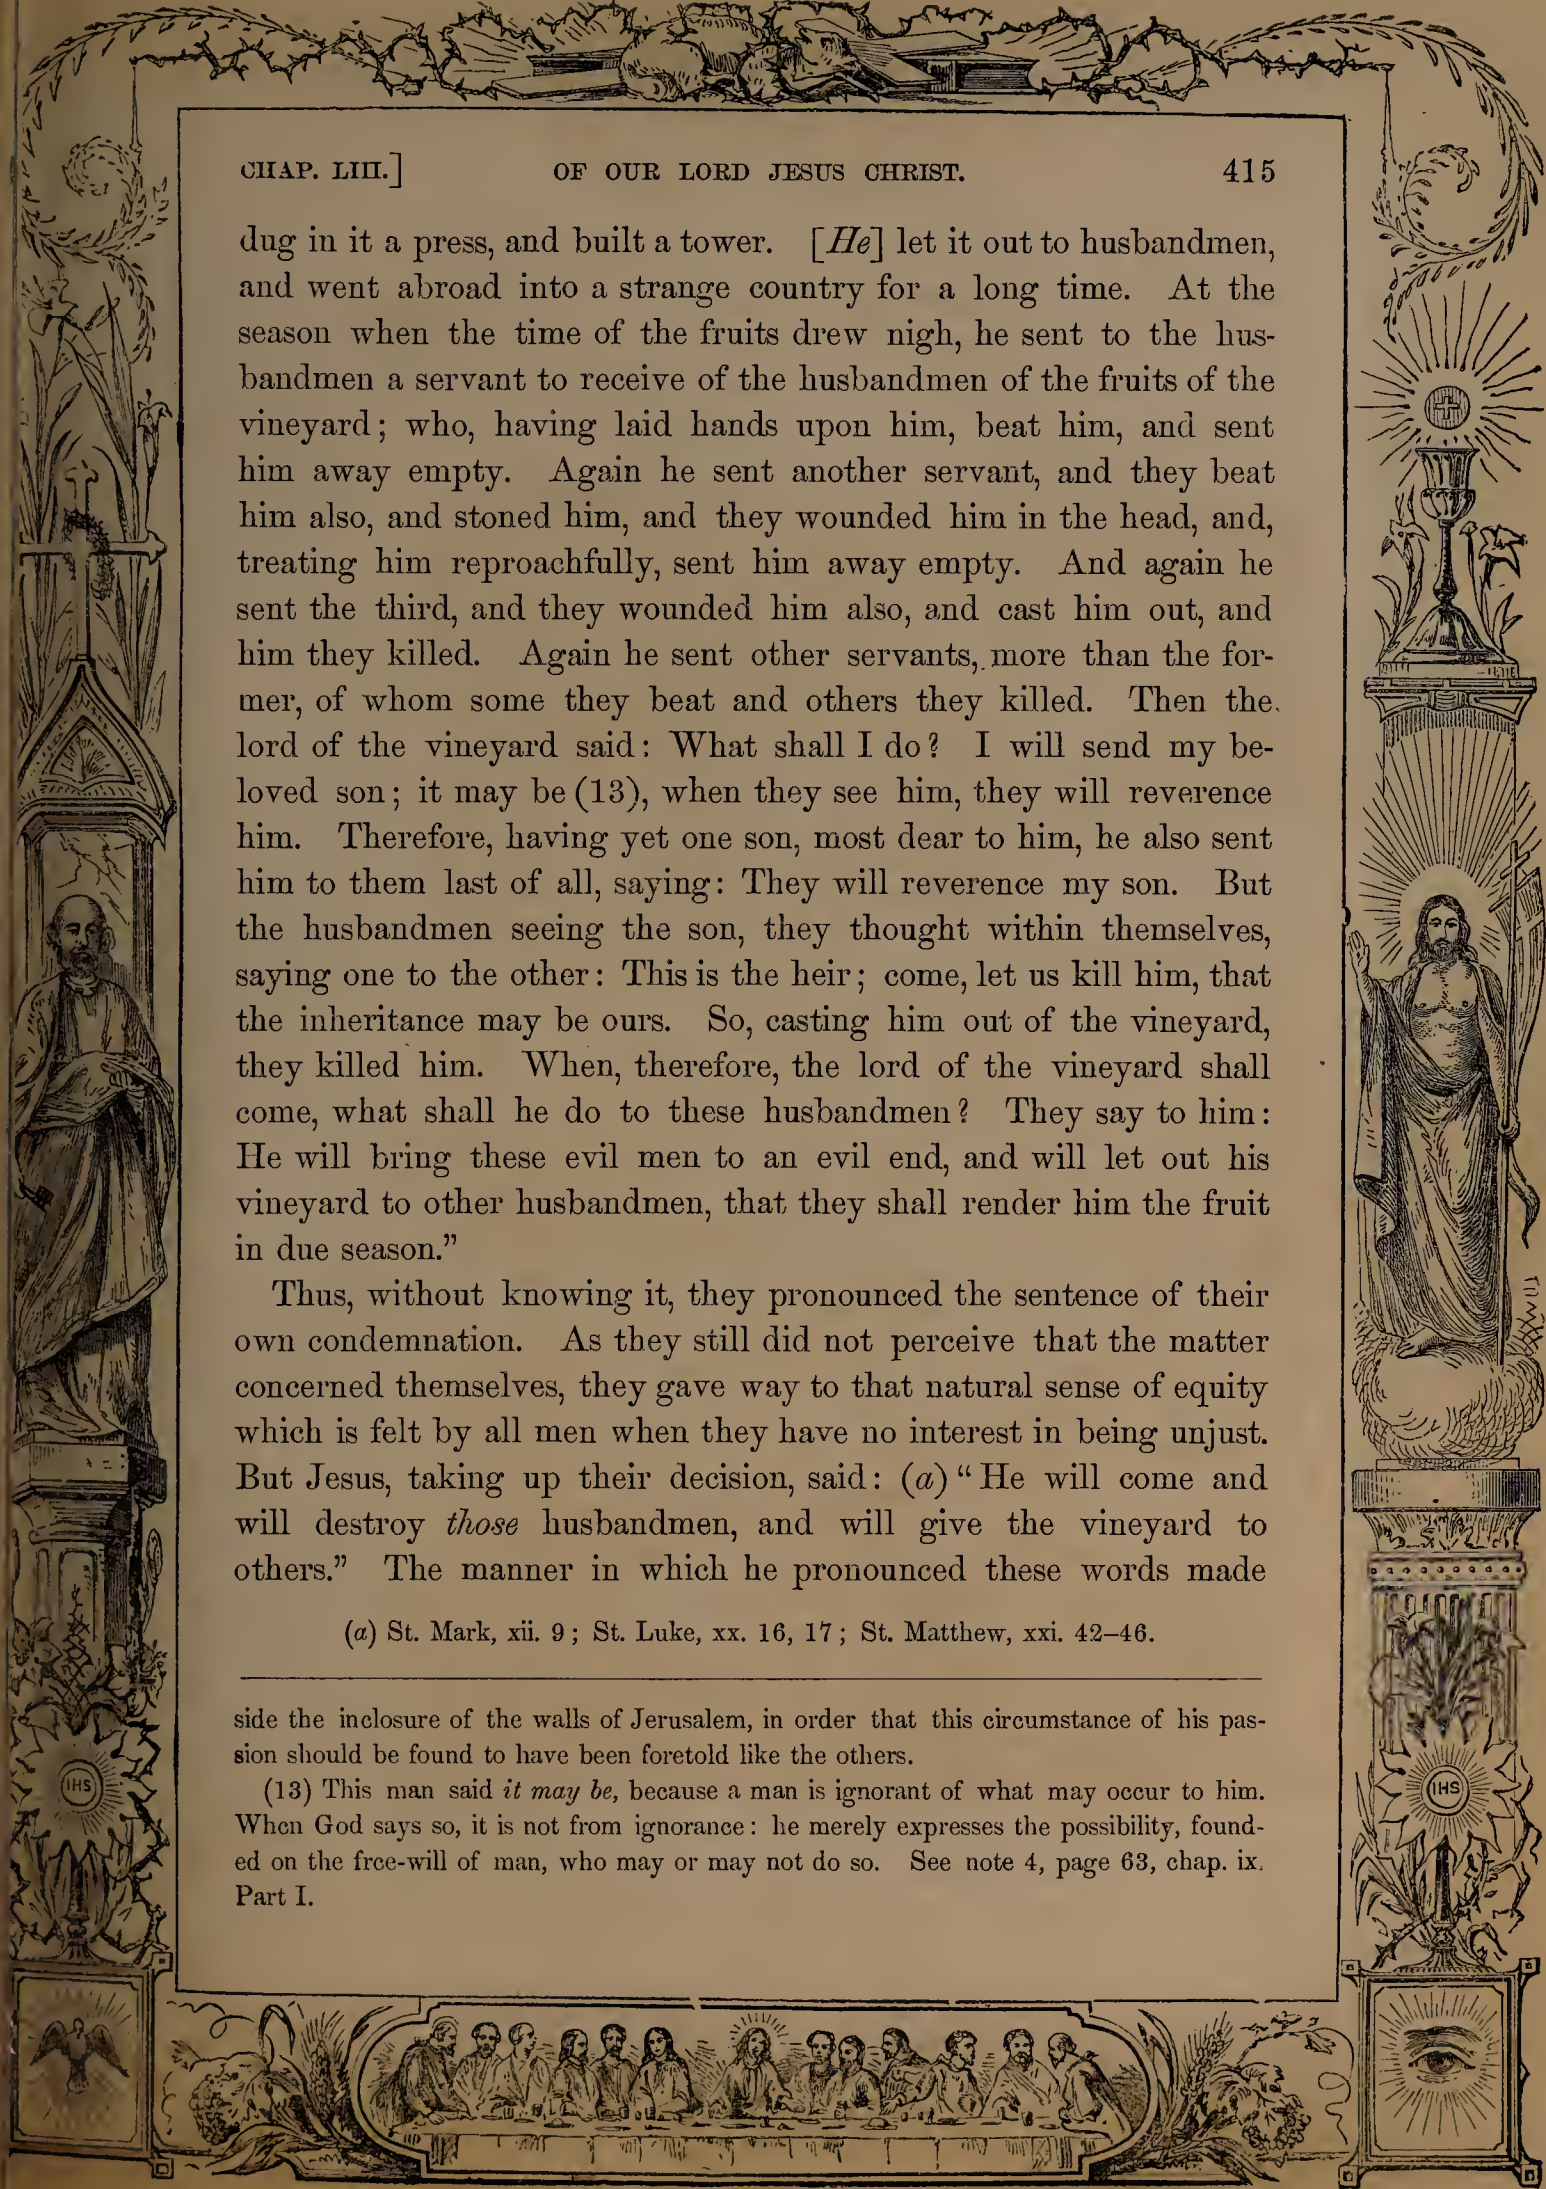 CHAP. LIII.] OF OUR LORD JESUS CHRIST. 415
dug in it a press, and built a tower. [He] let it out to husbandmen,
and went abroad into a strange country for a long time. At the
season when the time of the fruits drew nigh, he sent to the hus-
bandmen a servant to receive of the husbandmen of the fruits of the
vineyard; who, having laid hands upon him, beat him, and sent
him away empty. Again he sent another servant, and they beat
him also, and stoned him, and they wounded him in the head, and,
treating him reproachfully, sent him away empty. And again he
sent the third, and they wounded him also, and cast him out, and
him they killed. Again he sent other servants, more than the for-
mer, of whom some they beat and others they killed. Then the
lord of the vineyard said: What shall I do? I will send my be-
loved son; it may be (13), when they see him, they will reverence
him. Therefore, having yet one son, most dear to him, he also sent
him to them last of all, saying: They will reverence my son. But
the husbandmen seeing the son, they thought within themselves,
saying one to the other: This is the heir; come, let us kill him, that
the inheritance may be ours. So, casting him out of the vineyard,
they killed him. When, therefore, the lord of the vineyard shall
come, what shall he do to these husbandmen? They say to him:
He will bring these evil men to an evil end, and will let out his
vineyard to other husbandmen, that they shall render him the fruit
in due season.”
Thus, without knowing it, they pronounced the sentence of their
own condemnation. As they still did not perceive that the matter
concerned themselves, they gave way to that natural sense of equity
which is felt by all men when they have no interest in being unjust.
But Jesus, taking up their decision, said: (a) “He will come and
will destroy those husbandmen, and will give the vineyard to
others.” The manner in which he pronounced these words made
(a) St. Mark, xii. 9; St. Luke, xx. 16, 17; St. Matthew, xxi. 42–46.
side the inclosure of the walls of Jerusalem, in order that this circumstance of his pas-
sion should be found to have been foretold like the others.
(13) This man said it may be, because a man is ignorant of what may occur to him.
When God says so, it is not from ignorance: he merely expresses the possibility, found-
ed on the free-will of man, who may or may not do so. See note 4, page 63, chap. ix.
Part I.
IHS
IHS